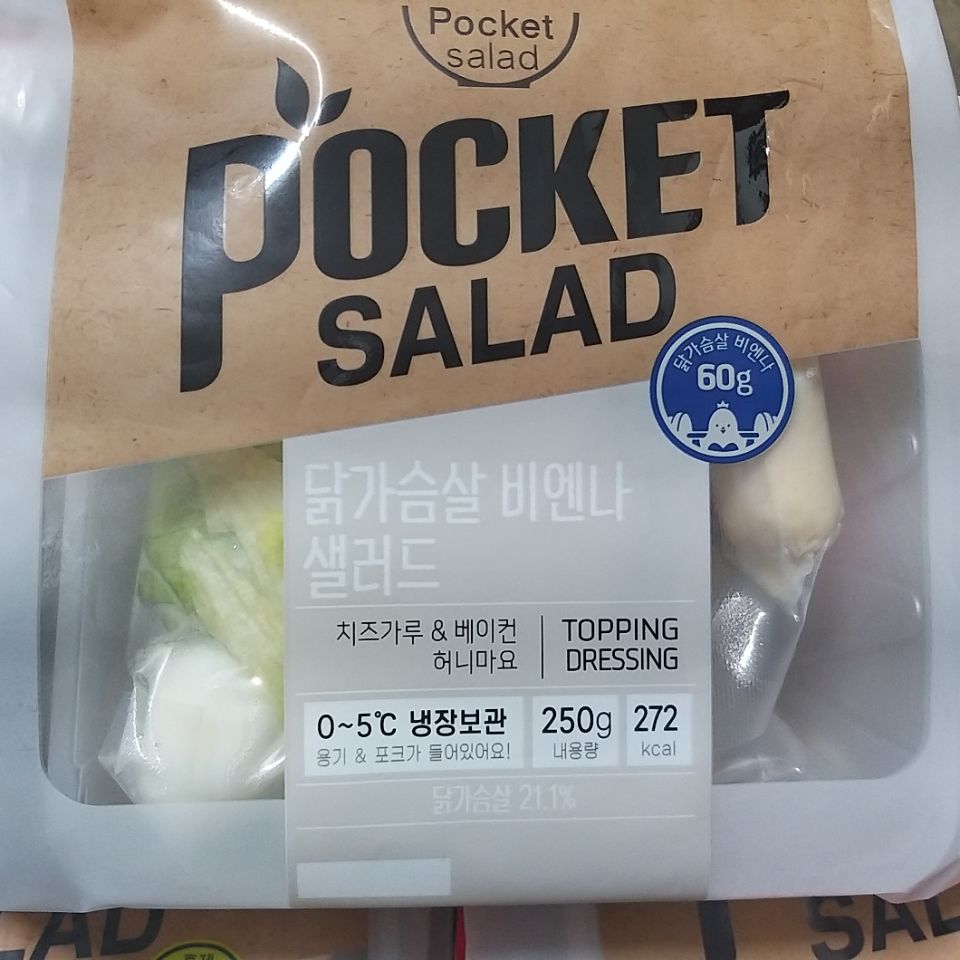 Pocket
salad
POCKET
SALAD
닭가슴살 비엔나
60g
닭가슴살 비엔나
샐러드
치즈가루 & 베이컨
허니마요
TOPPING
DRESSING
0~5℃ 냉장보관
용기 & 포크가 들어있어요!
250g
내용량
272
kcal
닭가슴살 21.1%
LAD
SAL